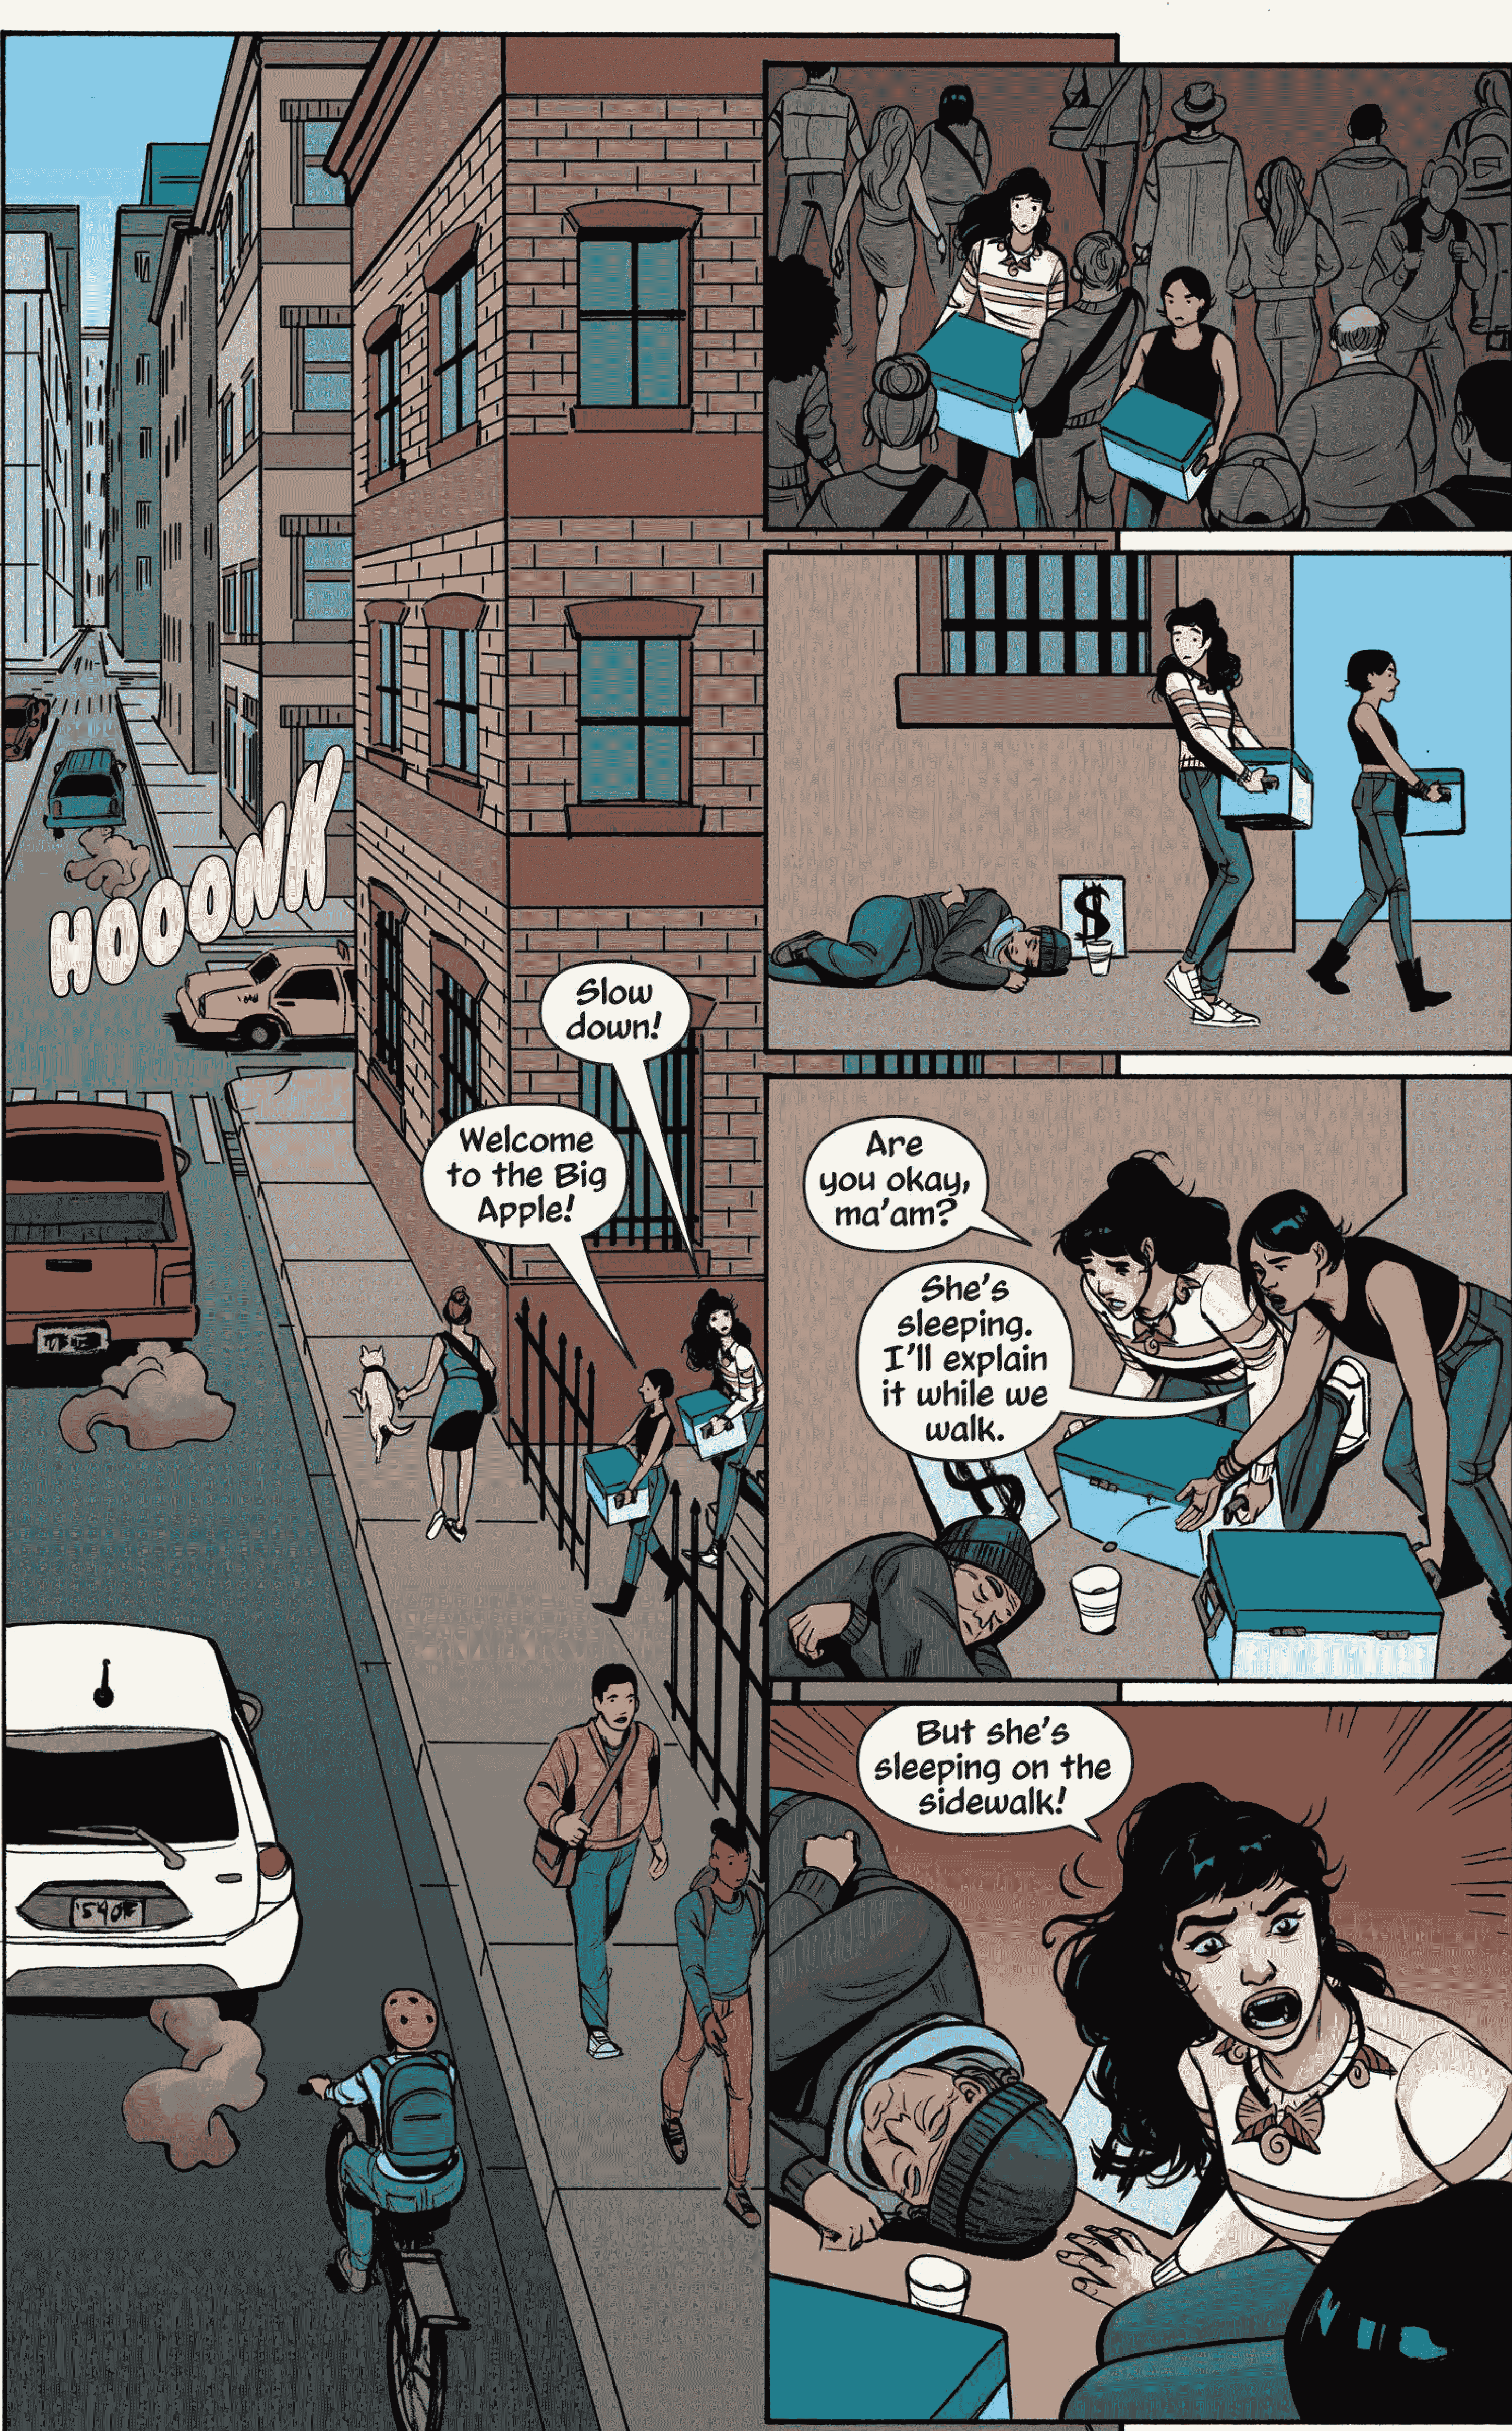 HOOONK
Slow
down!
Welcome
to the Big
Apple!
$
Are
you okay,
ma'am?
She's
sleeping.
I'll explain
it while we
walk.
$
But she's
sleeping on the
sidewalk!